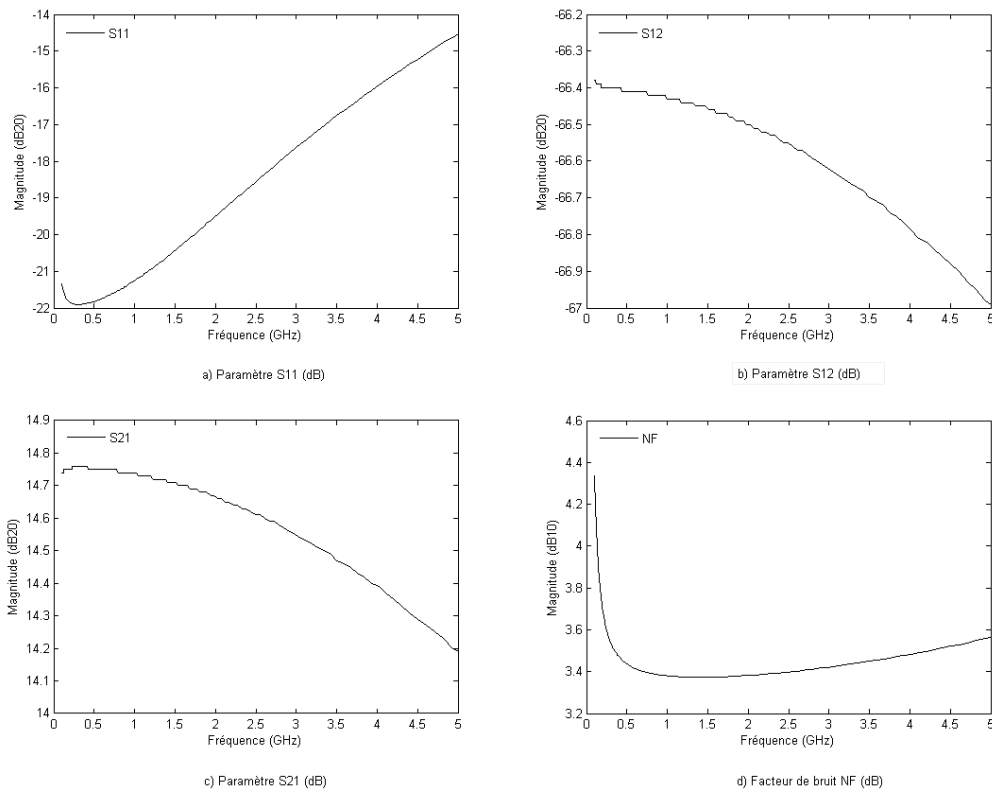 -14
-15
-16
-17
-18
-19
-20
-21
-22
0 0.5 1 1.5 2 2.5 3 3.5 4 4.5 5
S11
Magnitude (dB20)
Fréquence (GHz)
a) Paramètre S11 (dB)
-66.2
-66.3
-66.4
-66.5
-66.6
-66.7
-66.8
-66.9
-67
0 0.5 1 1.5 2 2.5 3 3.5 4 4.5 5
S12
Magnitude (dB20)
Fréquence (GHz)
b) Paramètre S12 (dB)
14.9
14.8
14.7
14.6
14.5
14.4
14.3
14.2
14.1
14
0 0.5 1 1.5 2 2.5 3 3.5 4 4.5 5
S21
Magnitude (dB20)
Fréquence (GHz)
c) Paramètre S21 (dB)
4.6
4.4
4.2
4
3.8
3.6
3.4
3.2
0 0.5 1 1.5 2 2.5 3 3.5 4 4.5 5
NF
Magnitude (dB10)
Fréquence (GHz)
d) Facteur de bruit NF (dB)